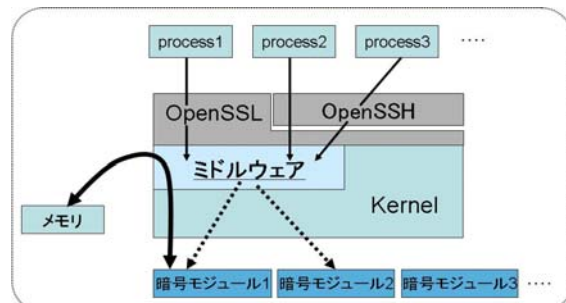 process1 process2 process3 ‥‥
OpenSSL OpenSSH
ミドルウェア
Kernel
メモリ
暗号モジュール1 暗号モジュール2 暗号モジュール3 ‥‥